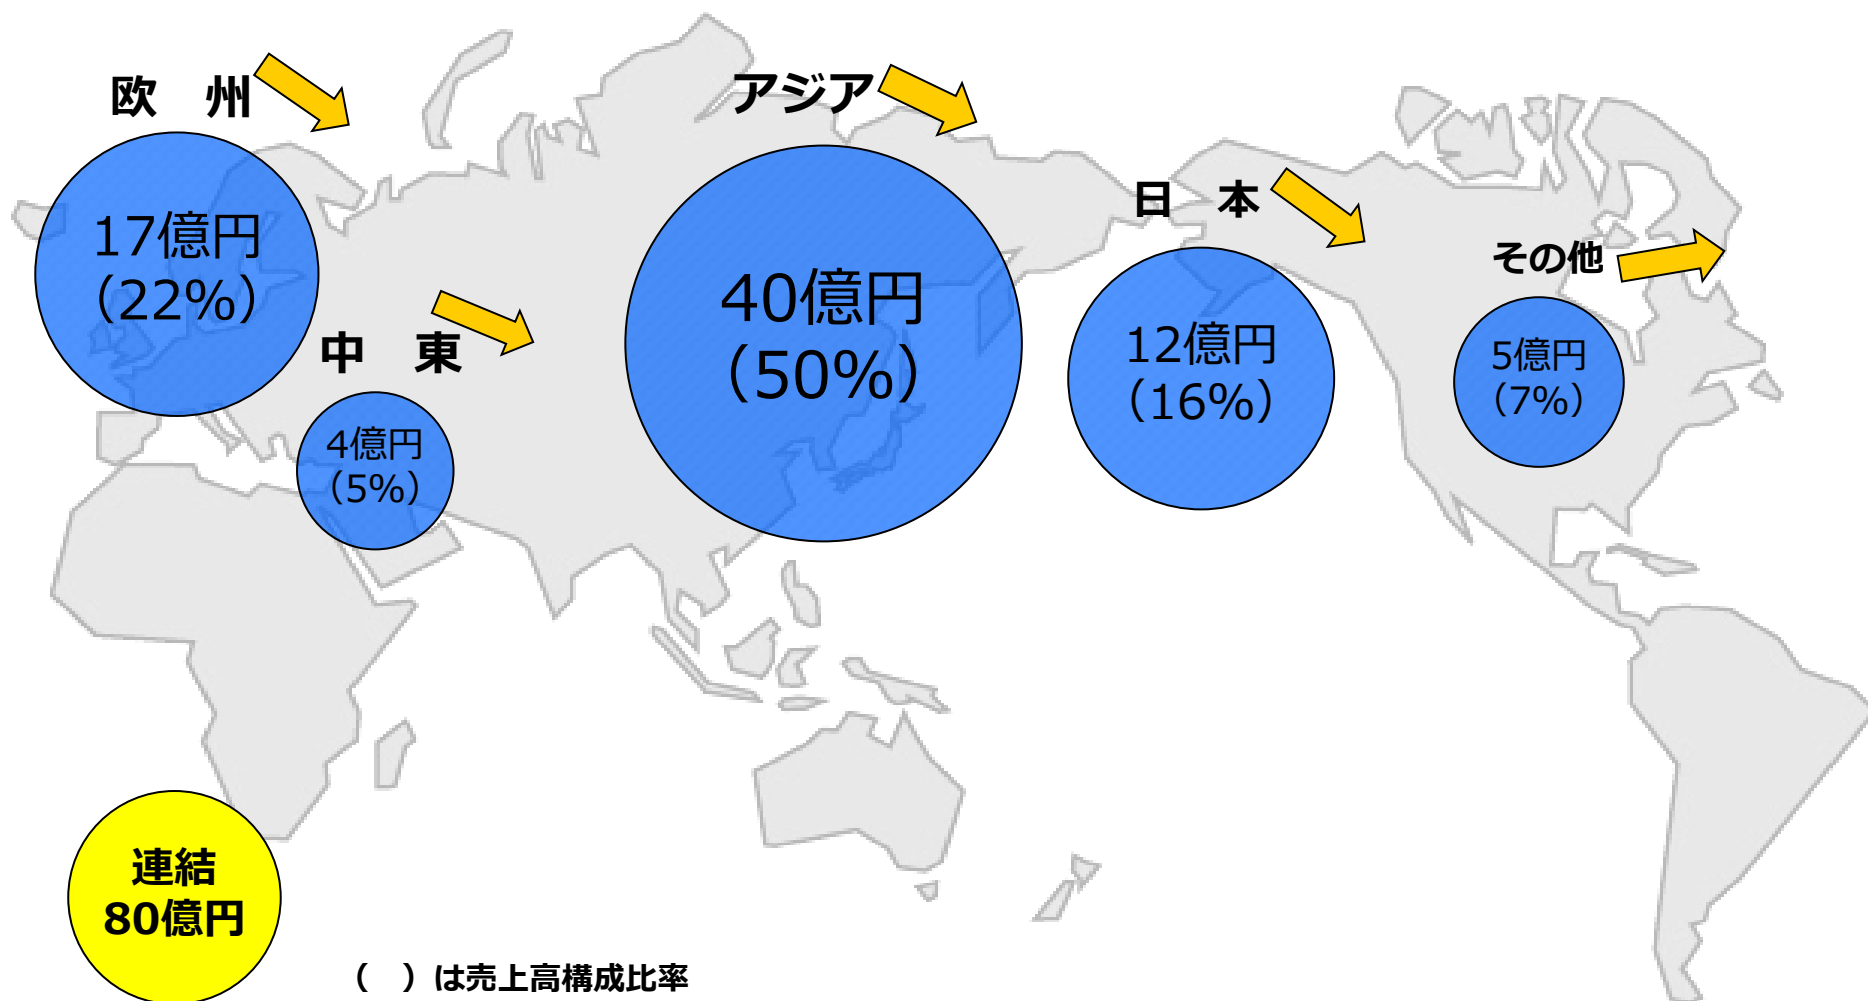 欧　州
17億円
（22%）
中　東
4億円
（5%）
アジア
40億円
（50%）
日　本
12億円
（16%）
その他
5億円
（7%）
連結
80億円
（　）は売上高構成比率